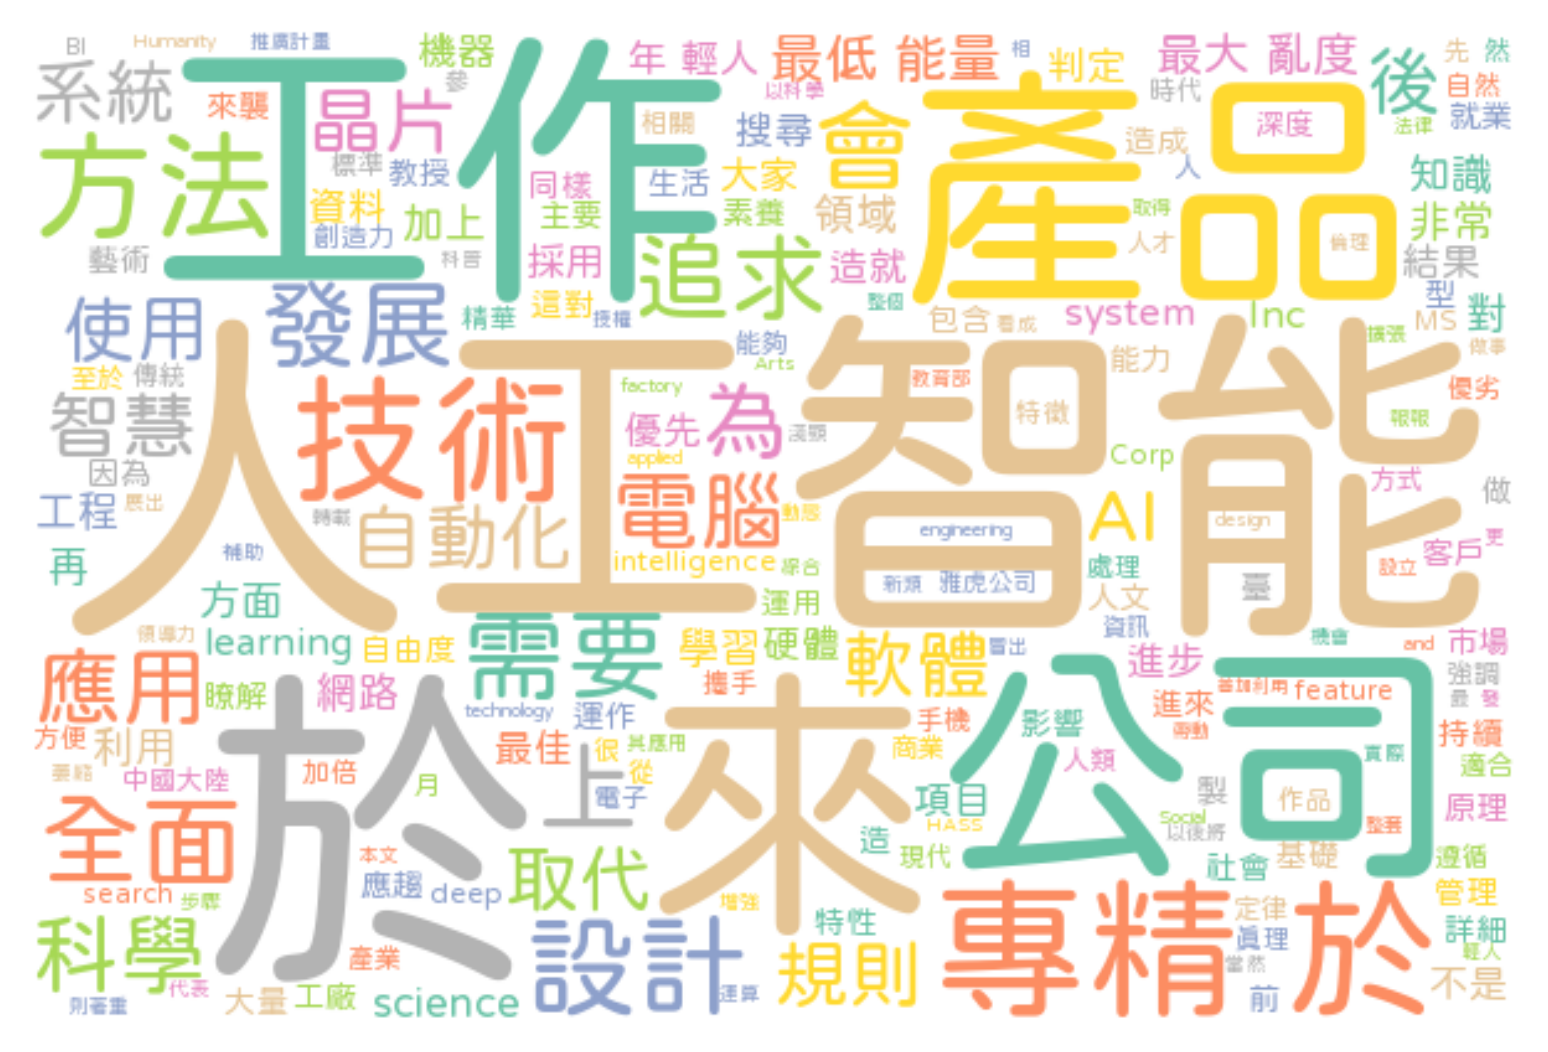 BI
Humanity
推廣計畫
機器
年 輕人
最低 能量
相
判定
最大 亂度
後
先
然
系統
來襲
晶片
工作
參
以科學
產品
時代
自然
深度
法律
就業
方法
標準
教授
相關
搜尋
會
造成
人
知識
資料
同樣
生活
大家
創造力
加上
主要
素養
領域
取得
人才
倫理
非常
藝術
科普
採用
追求
造就
結果
使用
發展
精華
這對
授權
整個
包含
看成
system
Inc
型
MS
對
擴張
做事
至於
傳統
能夠
Arts
能力
智慧
人工智能
技術
factory
優先
為
教育部
特徵
優劣
報報
因為
applied
Corp
方式
做
工程
展出
轉載
自動化
電腦
動態
AI
engineering
design
更
客戶
再
補助
intelligence
綜合
新類
雅虎公司
處理
設立
臺
方面
運用
人文
資訊
領導力
learning
自由度
需要
學習
硬體
軟體
冒出
進步
機會
and
市場
應用
瞭解
網路
攜手
公司
善加利用
feature
強調
最
發
technology
運作
手機
影響
進來
勞動
方便
利用
最佳
很
其應用
商業
來
持續
中國大陸
加倍
於
上
從
人類
真際
適合
月
電子
項目
製
作品
原理
全面
HASS
Social
以後將
本文
造
現代
社會
基礎
遵循
search
步驟
應趨
deep
取代
增強
管理
科學
特性
專精於
定律
真理
詳細
輕人
產業
設計
規則
當然
代表
則著重
大量
工廠
science
運算
前
不是